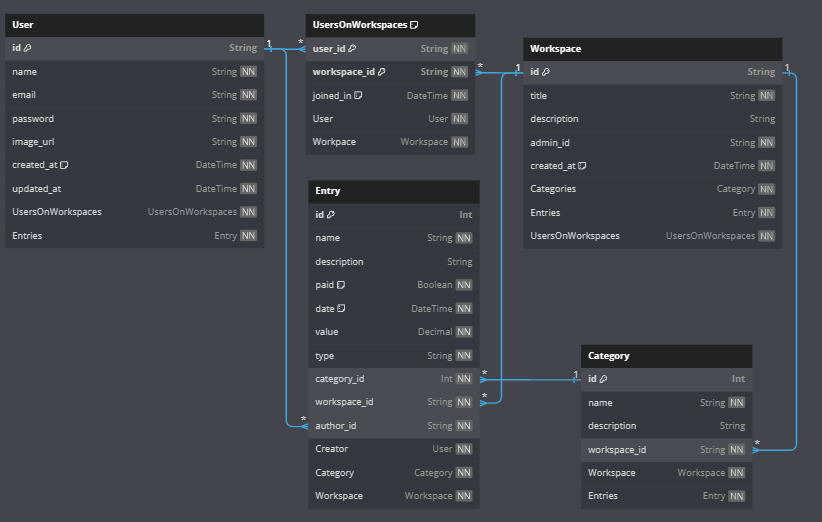 User
id String
name String NN
email String NN
password String NN
image_url String NN
created_at DateTime NN
updated_at DateTime NN
UsersOnWorkspaces UsersOnWorkspaces NN
Entries Entry NN
1
*
UsersOnWorkspaces
user_id String NN
workspace_id String NN
joined_in DateTime NN
User User NN
Workpace Workspace NN
*
1
Workspace
id String
title String NN
description String
admin_id String NN
created_at DateTime NN
Categories Category NN
Entries Entry NN
UsersOnWorkspaces UsersOnWorkspaces NN
1
Entry
id Int
name String NN
description String
paid Boolean NN
date DateTime NN
value Decimal NN
type String NN
category_id Int NN
workspace_id String NN
author_id String NN
Creator User NN
Category Category NN
Workspace Workspace NN
*
*
*
1
Category
id Int
name String NN
description String
workspace_id String NN
Workspace Workspace NN
Entries Entry NN
*